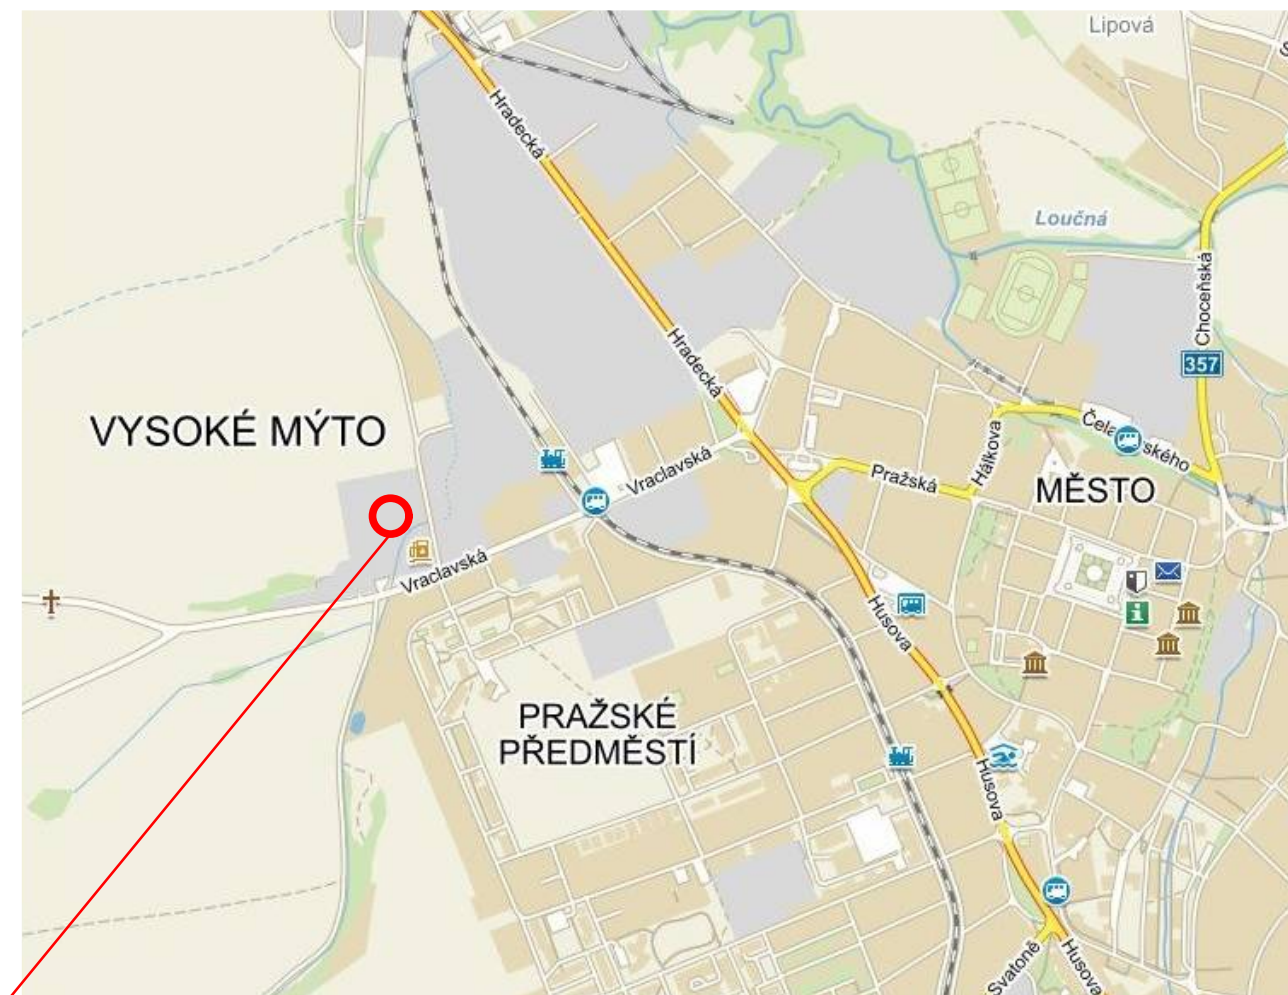 Lipová
Hradecká
Loučná
Choceňská
Hradecká
357
VYSOKÉ MÝTO
Hálkova
Vraclavská
Pražská
MĚSTO
Vraclavská
Husova
PRAŽSKÉ
PŘEDMĚSTÍ
Husova
Svatoně
Husova